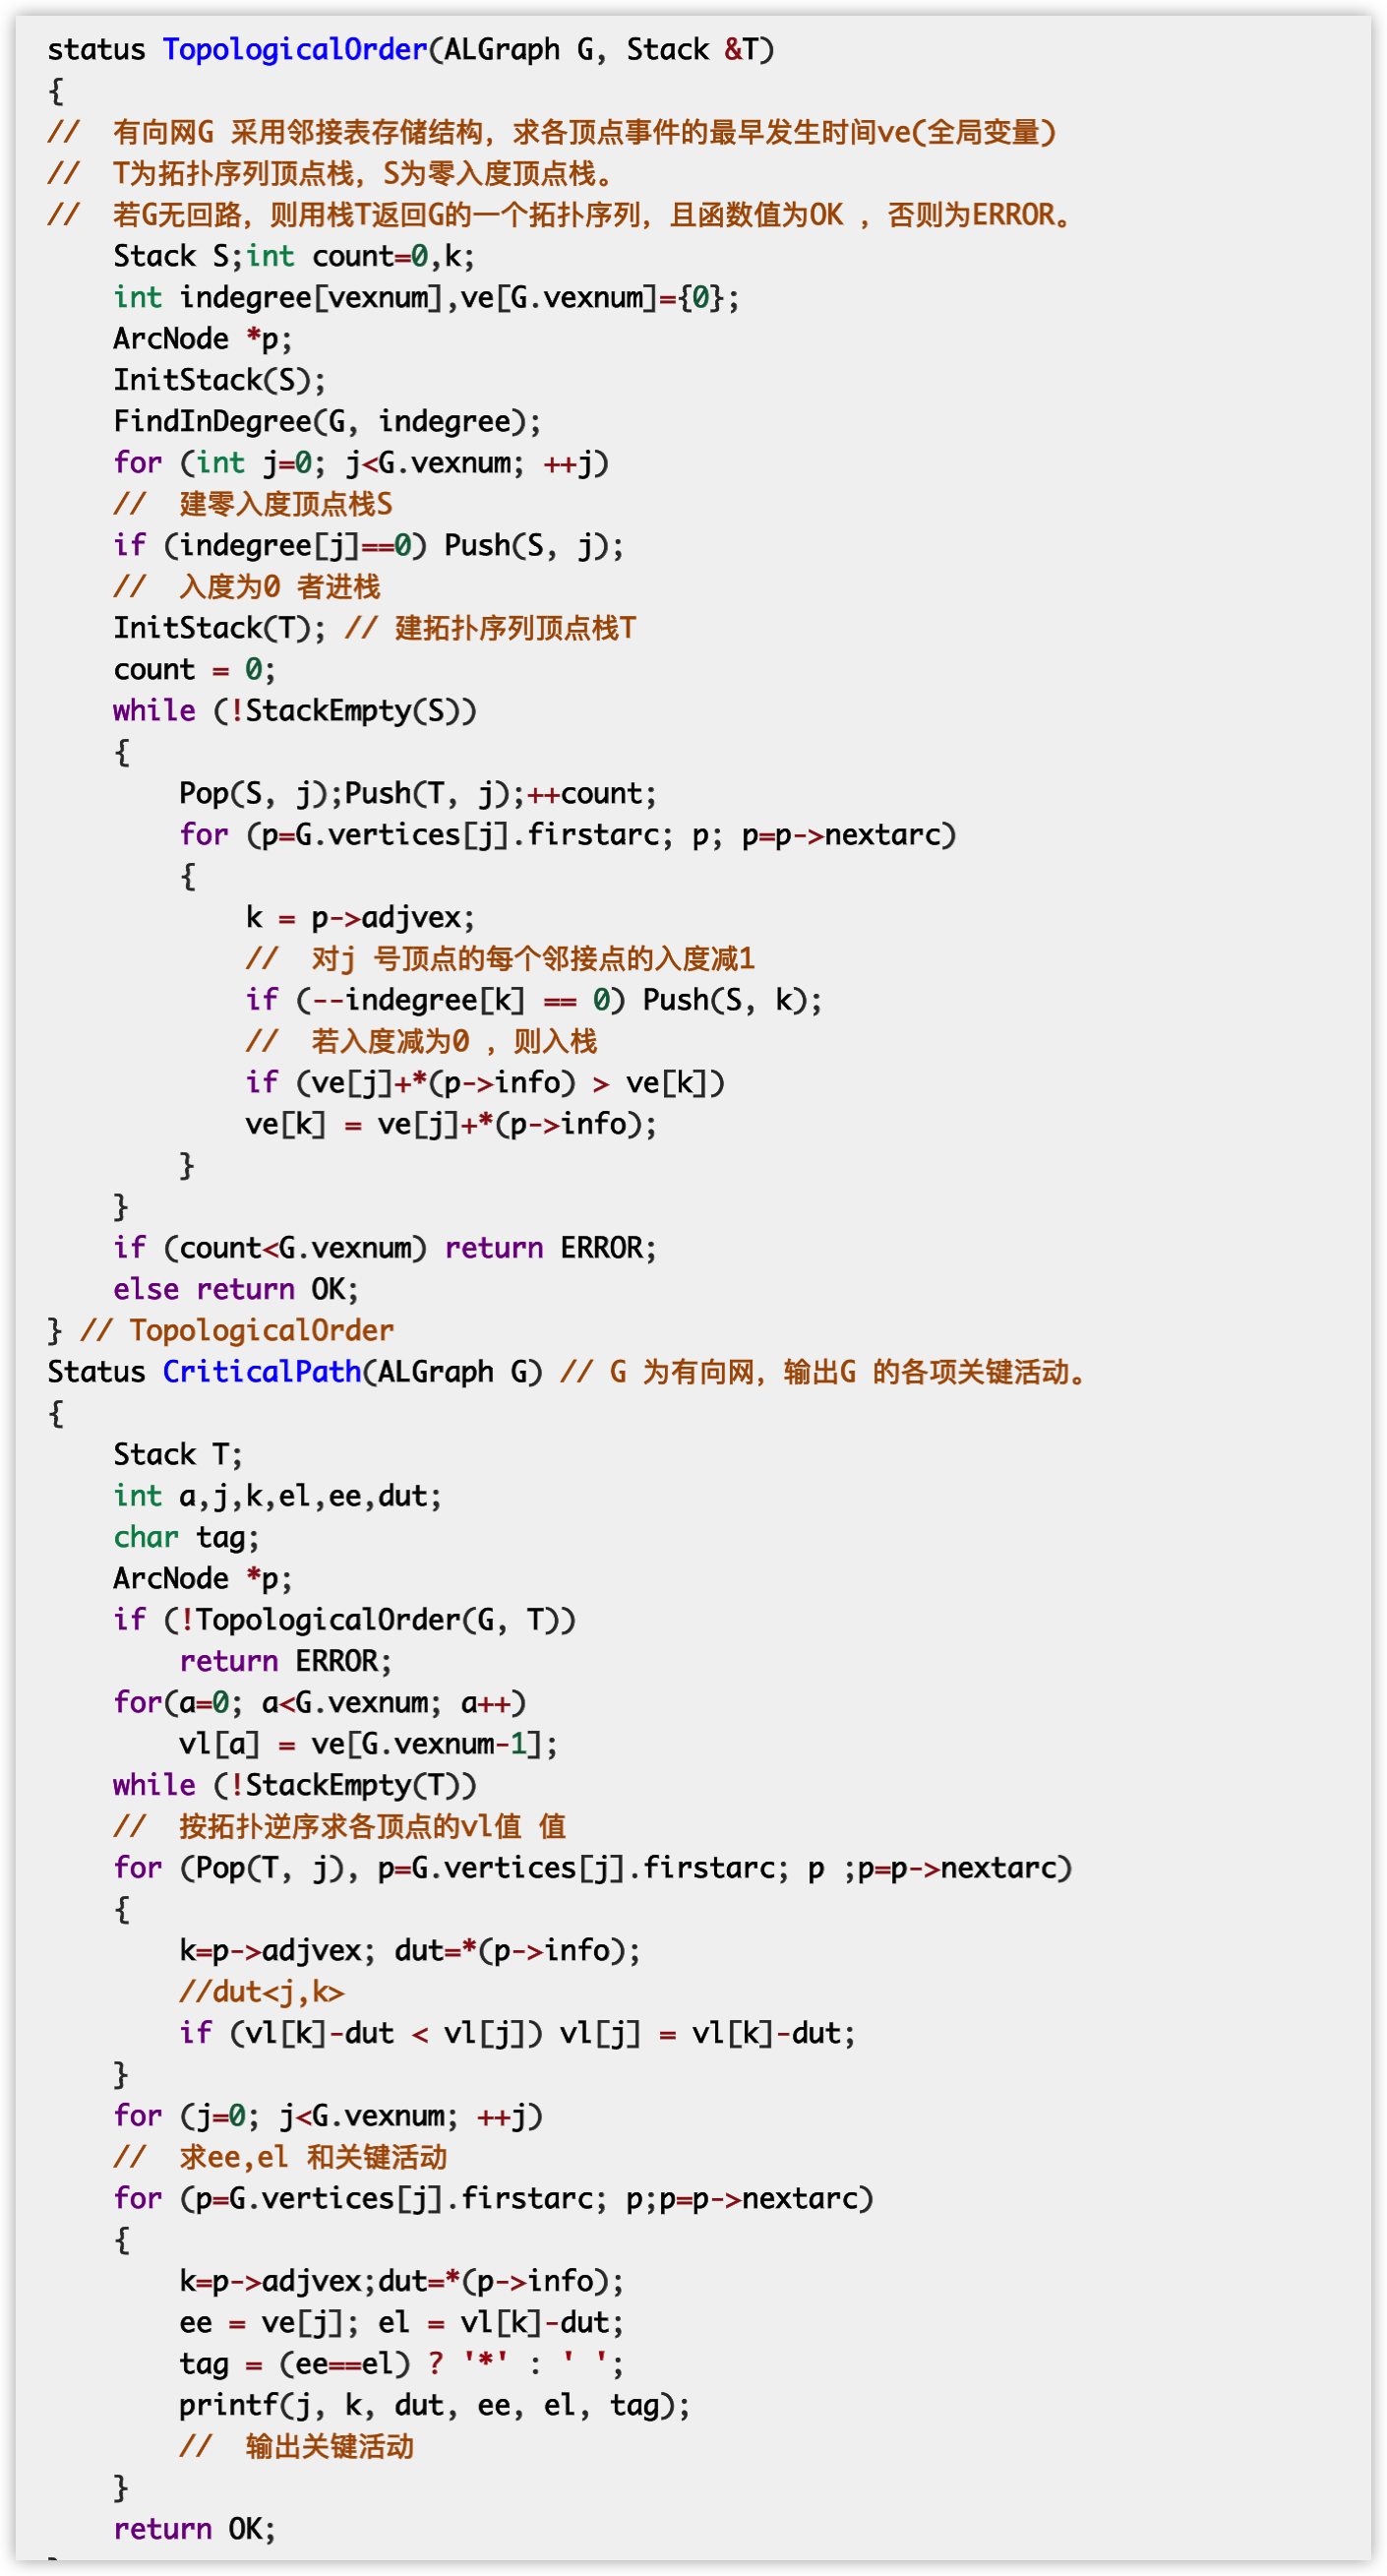 status TopologicalOrder(ALGraph G, Stack &T)
{
//  有向网G 采用邻接表存储结构，求各顶点事件的最早发生时间ve(全局变量)
//  T为拓扑序列顶点栈，S为零入度顶点栈。
//  若G无回路，则用栈T返回G的一个拓扑序列，且函数值为OK ，否则为ERROR。
    Stack S;int count=0,k;
    int indegree[vexnum],ve[G.vexnum]={0};
    ArcNode *p;
    InitStack(S);
    FindInDegree(G, indegree);
    for (int j=0; j<G.vexnum; ++j)
    //  建零入度顶点栈S
    if (indegree[j]==0) Push(S, j);
    //  入度为0 者进栈
    InitStack(T); // 建拓扑序列顶点栈T
    count = 0;
    while (!StackEmpty(S))
    {
        Pop(S, j);Push(T, j);++count;
        for (p=G.vertices[j].firstarc; p; p=p->nextarc)
        {
            k = p->adjvex;
            //  对j 号顶点的每个邻接点的入度减1
            if (--indegree[k] == 0) Push(S, k);
            //  若入度减为0 ，则入栈
            if (ve[j]+*(p->info) > ve[k])
            ve[k] = ve[j]+*(p->info);
        }
    }
    if (count<G.vexnum) return ERROR;
    else return OK;
} // TopologicalOrder
Status CriticalPath(ALGraph G) // G 为有向网，输出G 的各项关键活动。
{
    Stack T;
    int a,j,k,el,ee,dut;
    char tag;
    ArcNode *p;
    if (!TopologicalOrder(G, T))
        return ERROR;
    for(a=0; a<G.vexnum; a++)
        vl[a] = ve[G.vexnum-1];
    while (!StackEmpty(T))
    //  按拓扑逆序求各顶点的vl值 值
    for (Pop(T, j), p=G.vertices[j].firstarc; p ;p=p->nextarc)
    {
        k=p->adjvex; dut=*(p->info);
        //dut<j,k>
        if (vl[k]-dut < vl[j]) vl[j] = vl[k]-dut;
    }
    for (j=0; j<G.vexnum; ++j)
    //  求ee,el 和关键活动
    for (p=G.vertices[j].firstarc; p;p=p->nextarc)
    {
        k=p->adjvex;dut=*(p->info);
        ee = ve[j]; el = vl[k]-dut;
        tag = (ee==el) ? '*' : ' ';
        printf(j, k, dut, ee, el, tag);
        //  输出关键活动
    }
    return OK;